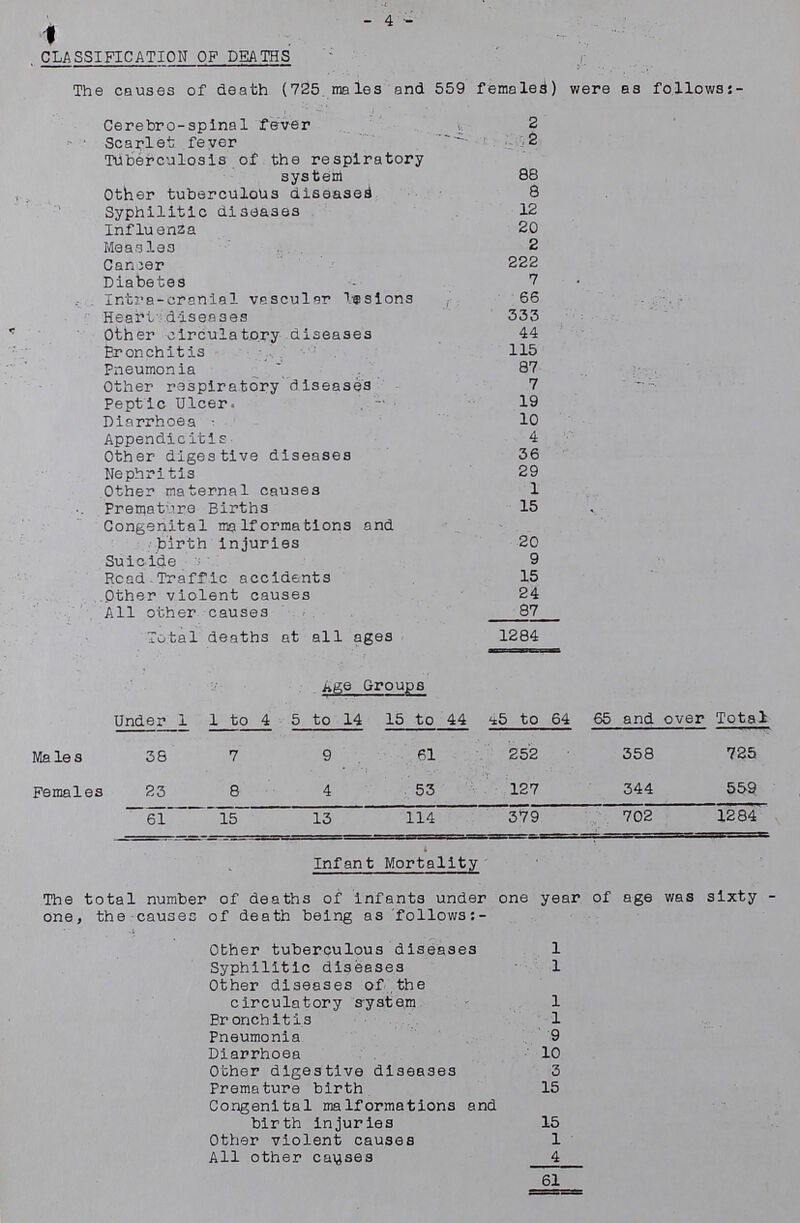 - 4 -
CLASSIFICATION OF DEATHS
The causes of death (725 males and 559 females) were as follows:-
Cerebro-spinal fever 2
Scarlet fever 2
Tuberculosis of the respiratory
system 88
Other tuberculous diseases 8
Syphilitic diseases 12
Influenza 20
Measles 2
Cancer 222
Diabetes 7
Intra-cranial vascular lesions 66
Heart diseases 333
Other circulatory diseases 44
Bronchitis 115
Pneumonia 87
Other respiratory diseases 7
Peptic Ulcer. 19
Diarrhoea 10
Appendicitis 4
Other digestive diseases 36
Nephritis 29
Other maternal causes 1
Premature Births 15
Congenital malformations and
birth injuries 20
Suicide 9
Road Traffic accidents 15
Other violent causes 24
All other causes 87
Total deaths at all ages 1284
Age Groups
Under 1 1 to 4 5 to 14 15 to 44 45 to 64 65 and over Total
Males 38 7 9 61 252 358 725
Females 23 8 4 53 127 344 559
61 15 13 114 379 702 1284
Infant Mortality
The total number of deaths of infants under one year of age was sixty -
one, the causes of death being as follows:-
Other tuberculous diseases 1
Syphilitic diseases 1
Other diseases of the
circulatory system 1
Bronchitis 1
Pneumonia 9
Diarrhoea 10
Other digestive diseases 3
Premature birth 15
Congenital malformations and
birth injuries 15
Other violent causes 1
All other causes 4
61